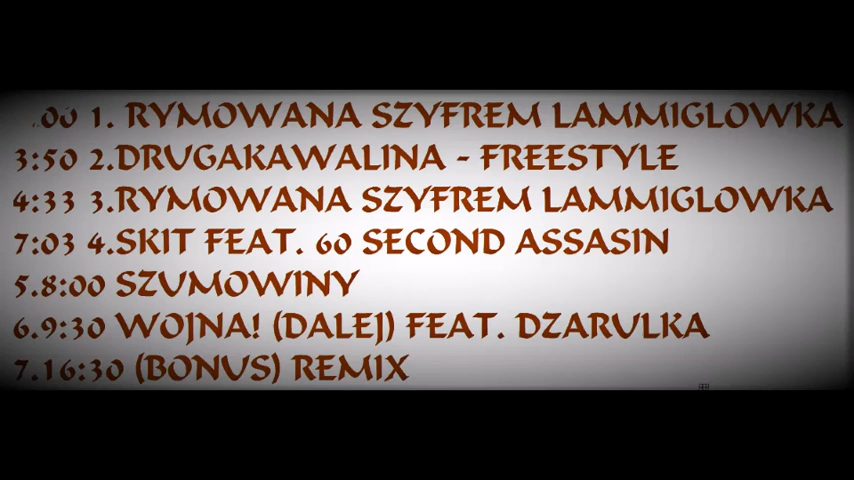 .00 1. RYMOWANA SZYFREM LAMMIGLOWKA
3:50 2.DRUGAKAWALINA - FREESTYLE
4:33 3.RYMOWANA SZYFREM LAMMIGLOWKA
7:03 4.SKIT FEAT. 60 SECOND ASSASIN
5.8:00 SZUMOWINY
6.9:30 WOJNA! (DALEJ) FEAT. DZARULKA
7.16:30 (BONUS) REMIX